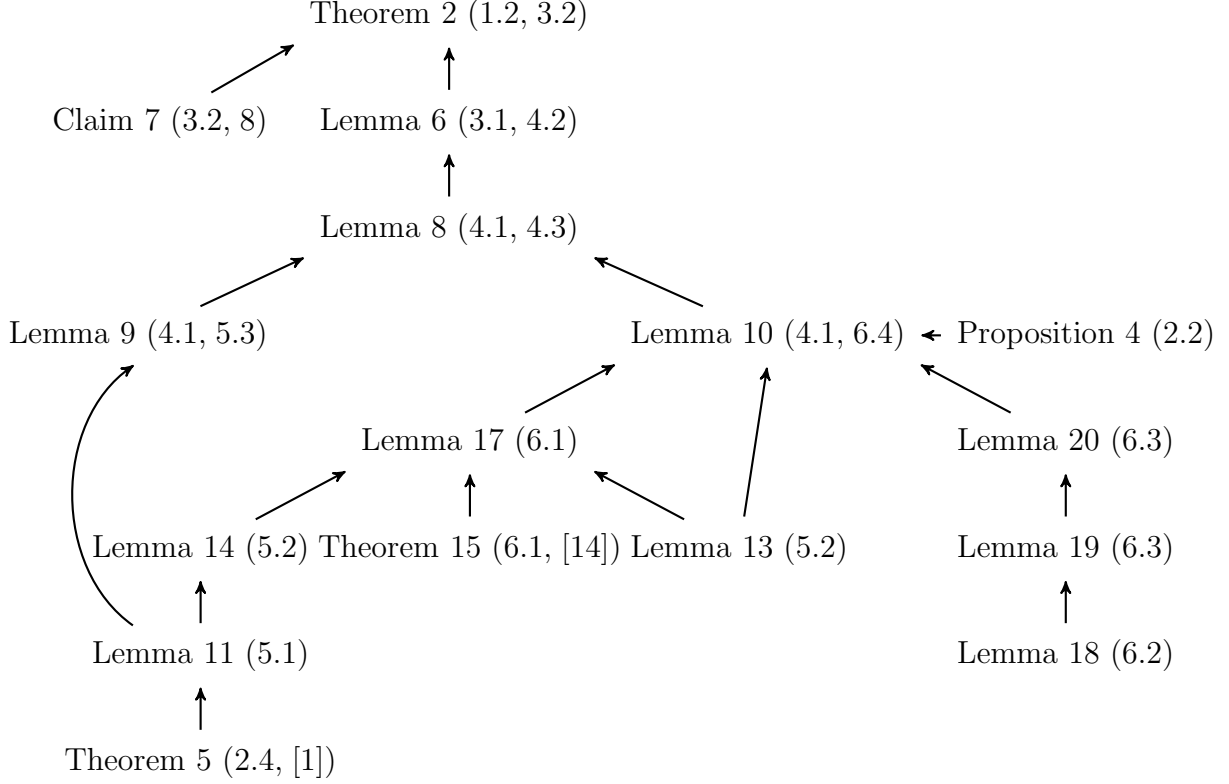 Theorem 2 (1.2, 3.2)
Claim 7 (3.2, 8) Lemma 6 (3.1, 4.2)
Lemma 8 (4.1, 4.3)
Lemma 9 (4.1, 5.3) Lemma 10 (4.1, 6.4) Proposition 4 (2.2)
Lemma 17 (6.1) Lemma 20 (6.3)
Lemma 14 (5.2) Theorem 15 (6.1, [14]) Lemma 13 (5.2) Lemma 19 (6.3)
Lemma 11 (5.1) Lemma 18 (6.2)
Theorem 5 (2.4, [1])